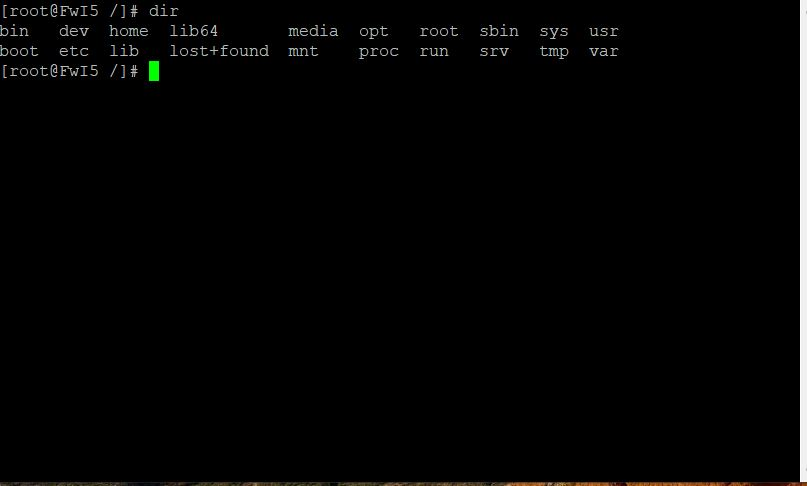 [root@FwI5 /]# dir
bin   dev  home  lib64       media  opt   root  sbin  sys  usr
boot  etc  lib   lost+found  mnt    proc  run   srv   tmp  var
[root@FwI5 /]#